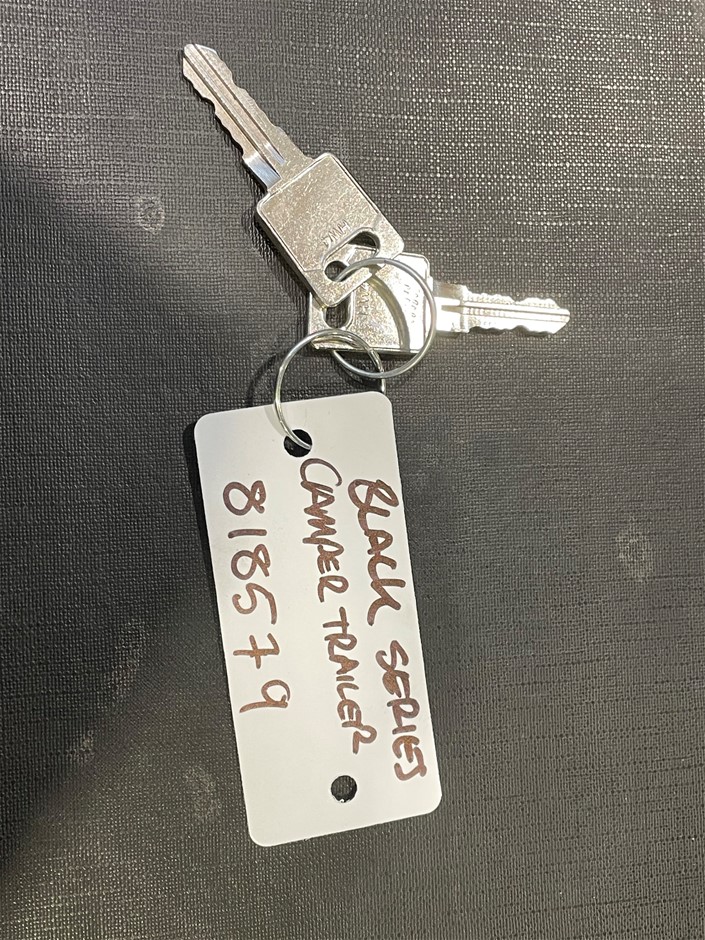 BLACK SERIES
CAMPER TRAILER
818579